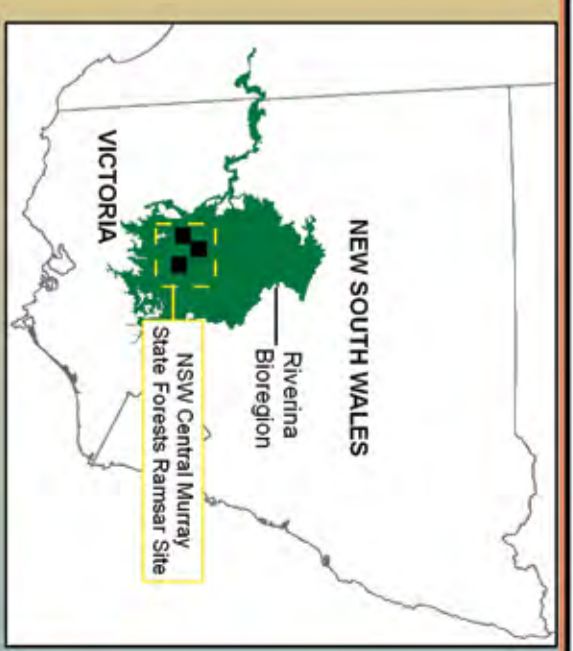 NEW SOUTH WALES
Riverina
Bioregion
NSW Central Murray
State Forests Ramsar Site
VICTORIA